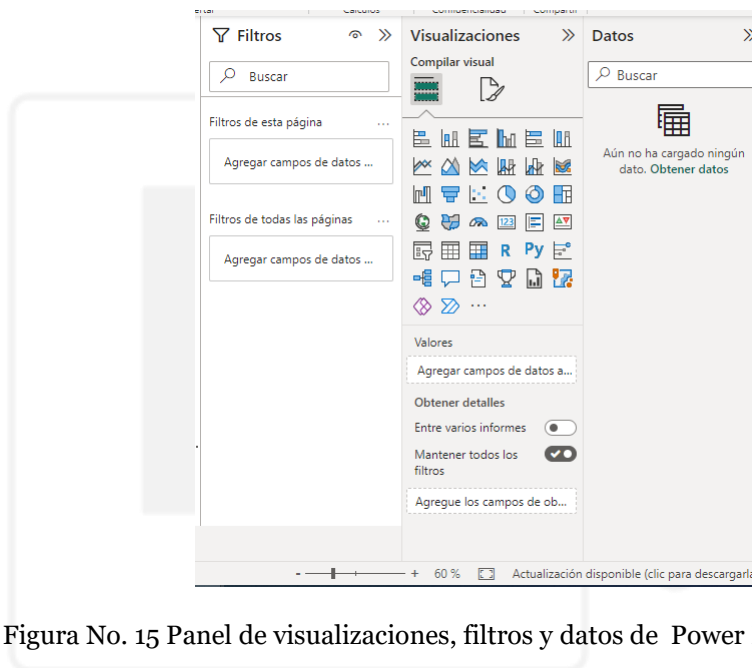 Filtros
Buscar
Filtros de esta página ...
Agregar campos de datos ...
Filtros de todas las páginas ...
Agregar campos de datos ...
Visualizaciones
Compilar visual
123
R Py
...
Valores
Agregar campos de datos a...
Obtener detalles
Entre varios informes
Mantener todos los
filtros
Agregue los campos de ob...
Datos
Buscar
Aún no ha cargado ningún
dato. Obtener datos
- + 60 % Actualización disponible (clic para descargarla
Figura No. 15 Panel de visualizaciones, filtros y datos de Power